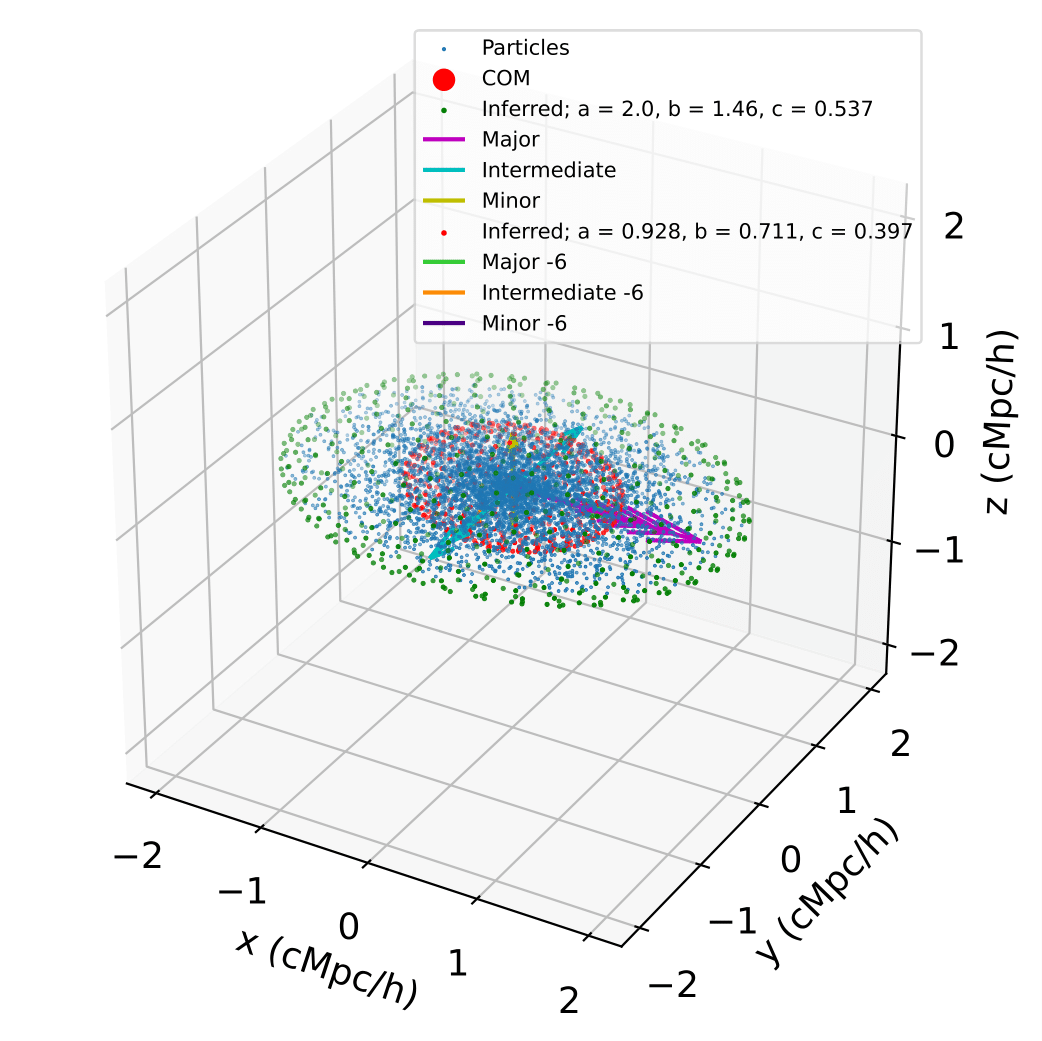 Particles
COM
Inferred; a = 2.0, b = 1.46, c = 0.537
Major
Intermediate
Minor
Inferred; a = 0.928, b = 0.711, c = 0.397
Major -6
Intermediate -6
Minor -6
2
1
0
−1
−2
z (cMpc/h)
2
1
0
−1
−2
y (cMpc/h)
−2
−1
0
1
2
x (cMpc/h)